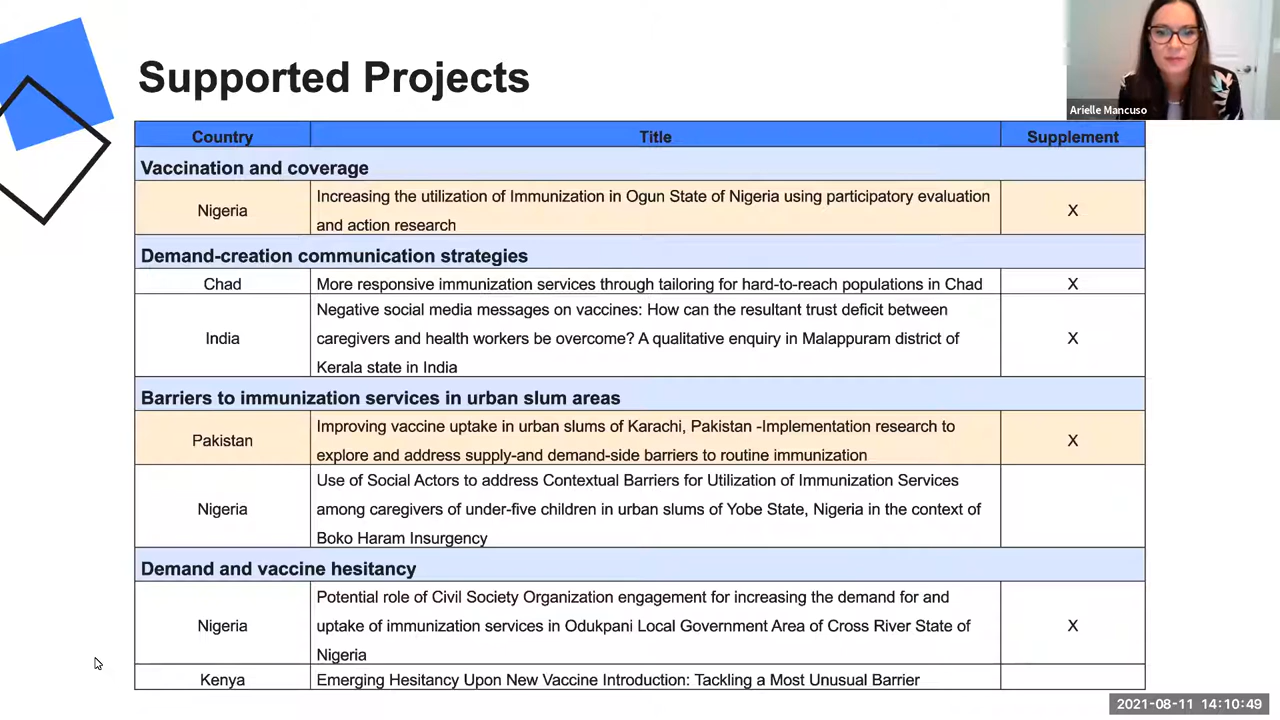 Supported Projects
Arielle Mancuso
Country Title Supplement
Vaccination and coverage
Nigeria
Increasing the utilization of Immunization in Ogun State of Nigeria using participatory evaluation
and action research
X
Demand-creation communication strategies
Chad More responsive immunization services through tailoring for hard-to-reach populations in Chad X
India
Negative social media messages on vaccines: How can the resultant trust deficit between
caregivers and health workers be overcome? A qualitative enquiry in Malappuram district of
Kerala state in India
X
Barriers to immunization services in urban slum areas
Pakistan
Improving vaccine uptake in urban slums of Karachi, Pakistan -Implementation research to
explore and address supply-and demand-side barriers to routine immunization
X
Nigeria
Use of Social Actors to address Contextual Barriers for Utilization of Immunization Services
among caregivers of under-five children in urban slums of Yobe State, Nigeria in the context of
Boko Haram Insurgency
Demand and vaccine hesitancy
Nigeria
Potential role of Civil Society Organization engagement for increasing the demand for and
uptake of immunization services in Odukpani Local Government Area of Cross River State of
Nigeria
X
Kenya Emerging Hesitancy Upon New Vaccine Introduction: Tackling a Most Unusual Barrier
2021-08-11 14:10:49